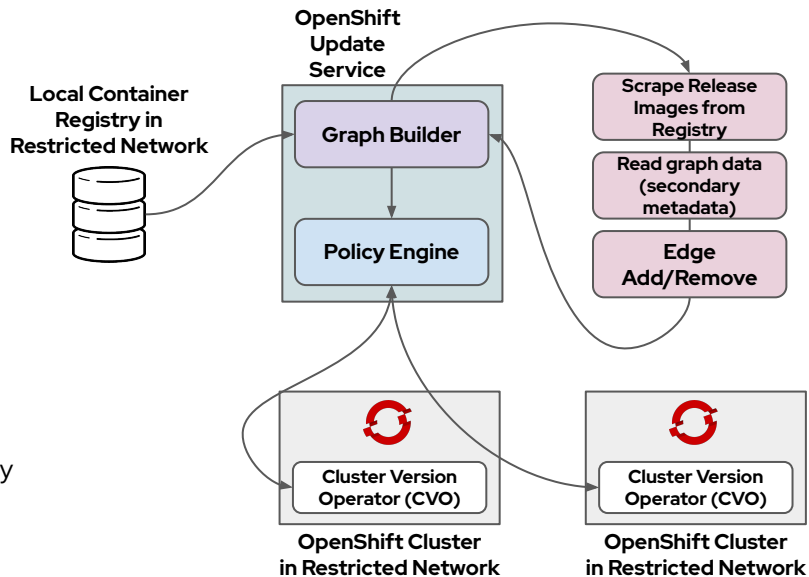 OpenShift
Update
Service
Local Container
Registry in
Restricted Network
Graph Builder
Policy Engine
Scrape Release
Images from
Registry
Read graph data
(secondary
metadata)
Edge
Add/Remove
y
Cluster Version
Operator (CVO)
OpenShift Cluster
in Restricted Network
Cluster Version
Operator (CVO)
OpenShift Cluster
in Restricted Network